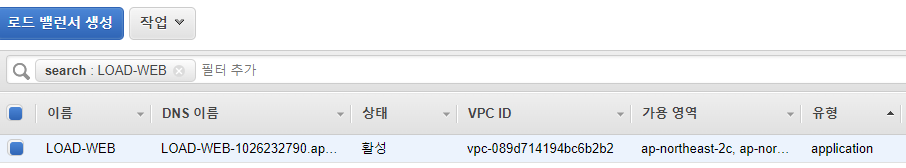 로드 밸런서 생성 작업
search : LOAD-WEB 필터 추가
이름 DNS 이름 상태 VPC ID 가용 영역 유형
LOAD-WEB LOAD-WEB-1026232790.ap... 활성 vpc-089d714194bc6b2b2 ap-northeast-2c, ap-nor... application